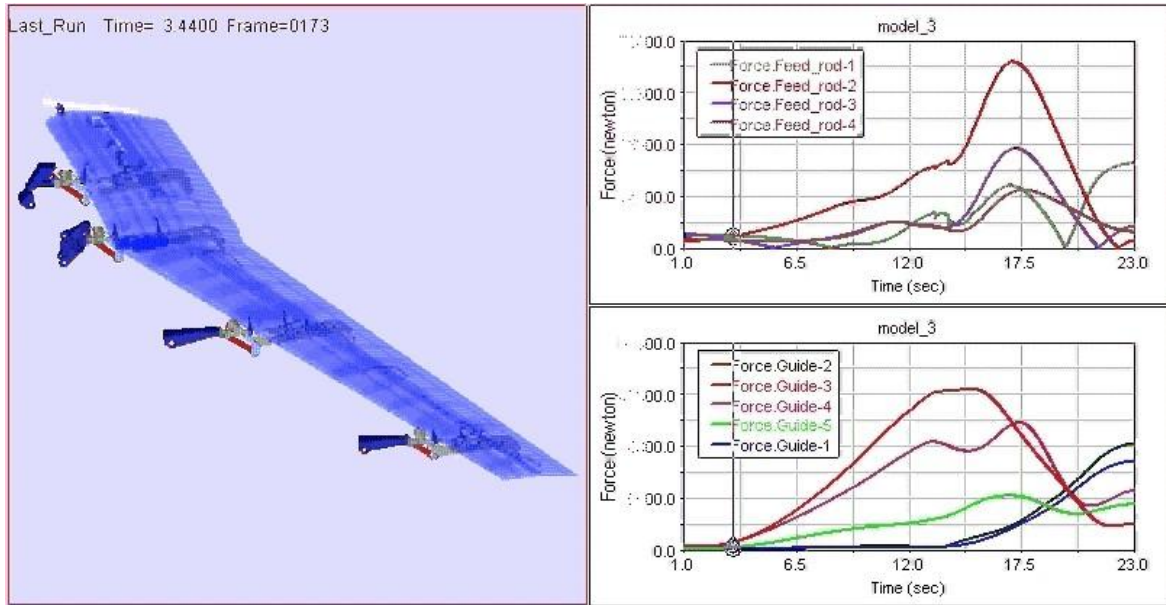 Last_Run Time= 3.4400 Frame=0173
model_3
Force.Feed_rod-1
Force.Feed_rod-2
Force.Feed_rod-3
Force.Feed_rod-4
Force (newton)
0.0
1.0 6.5 12.0 17.5 23.0
Time (sec)
model_3
Force.Guide-2
Force.Guide-3
Force.Guide-4
Force.Guide-5
Force.Guide-1
Force (newton)
0.0
1.0 6.5 12.0 17.5 23.0
Time (sec)